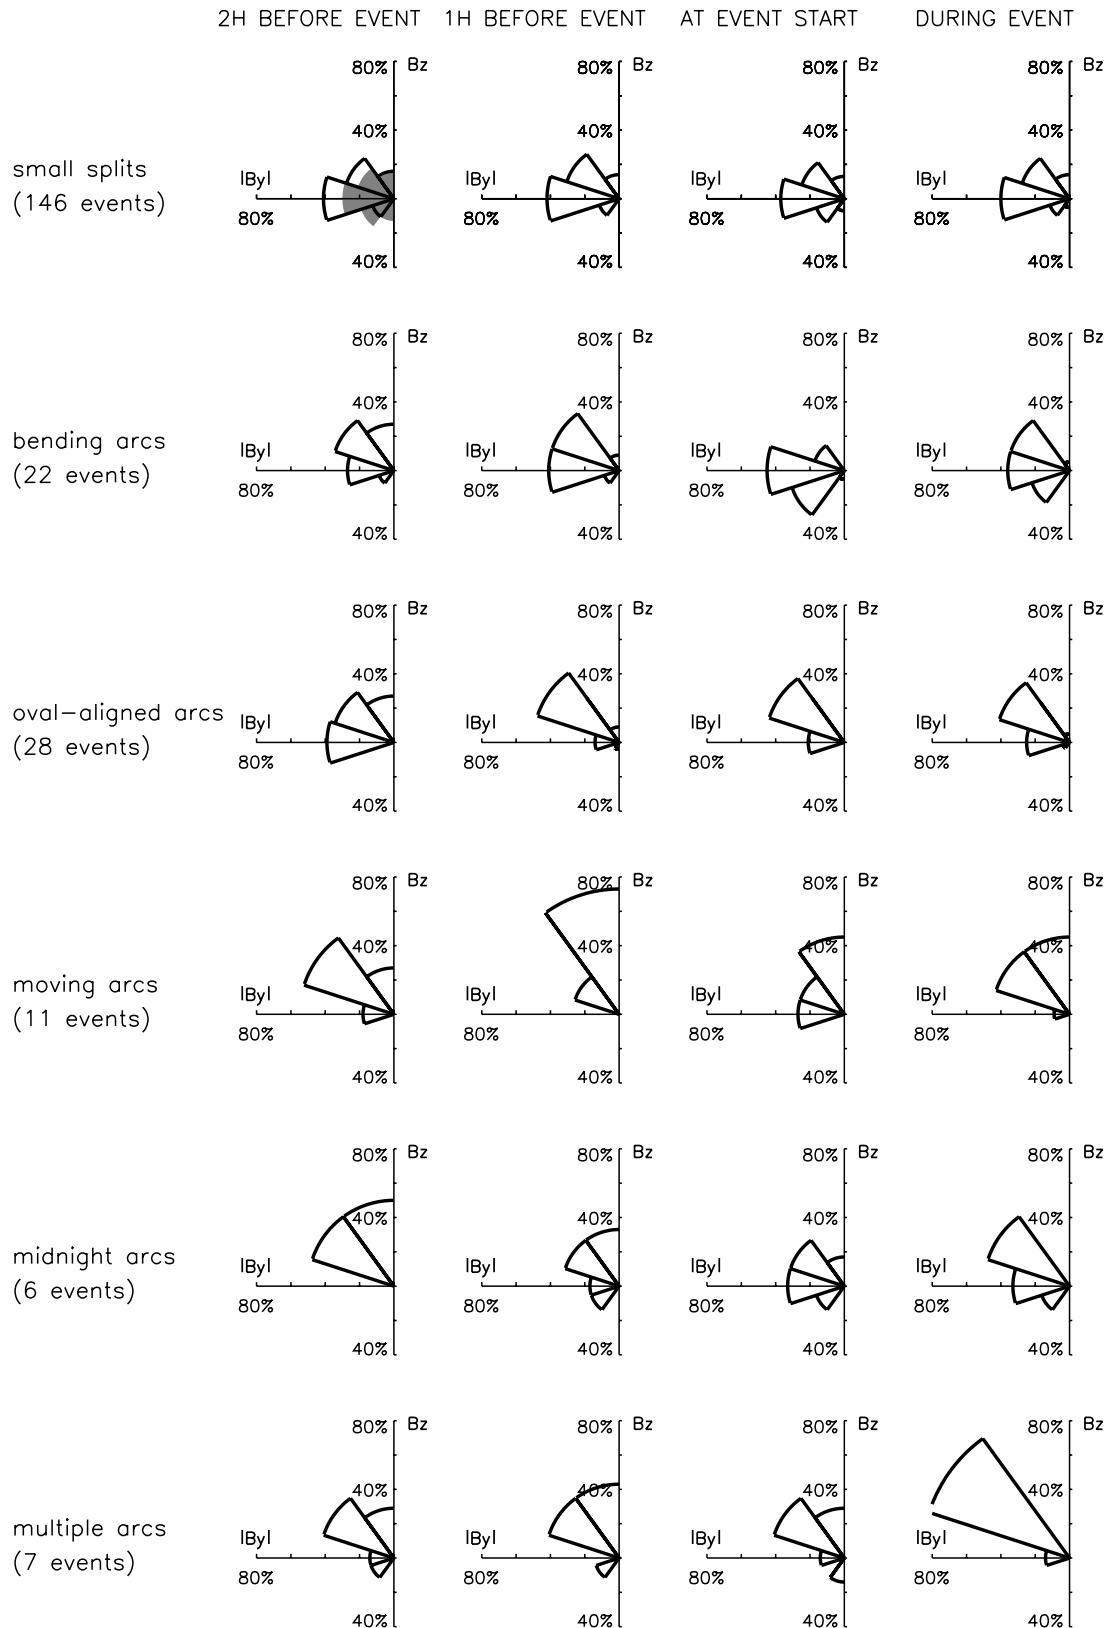 2H BEFORE EVENT 1H BEFORE EVENT AT EVENT START DURING EVENT
80% Bz 80% Bz 80% Bz 80% Bz
40% 40% 40% 40%
small splits
(146 events)
|By| |By| |By| |By|
80% 80% 80% 80%
40% 40% 40% 40%
80% Bz 80% Bz 80% Bz 80% Bz
40% 40% 40% 40%
bending arcs
(22 events)
|By| |By| |By| |By|
80% 80% 80% 80%
40% 40% 40% 40%
80% Bz 80% Bz 80% Bz 80% Bz
40% 40% 40% 40%
oval-aligned arcs
(28 events)
|By| |By| |By| |By|
80% 80% 80% 80%
40% 40% 40% 40%
80% Bz 80% Bz 80% Bz 80% Bz
40% 40% 40% 40%
moving arcs
(11 events)
|By| |By| |By| |By|
80% 80% 80% 80%
40% 40% 40% 40%
80% Bz 80% Bz 80% Bz 80% Bz
40% 40% 40% 40%
midnight arcs
(6 events)
|By| |By| |By| |By|
80% 80% 80% 80%
40% 40% 40% 40%
80% Bz 80% Bz 80% Bz 80% Bz
40% 40% 40% 40%
multiple arcs
(7 events)
|By| |By| |By| |By|
80% 80% 80% 80%
40% 40% 40% 40%